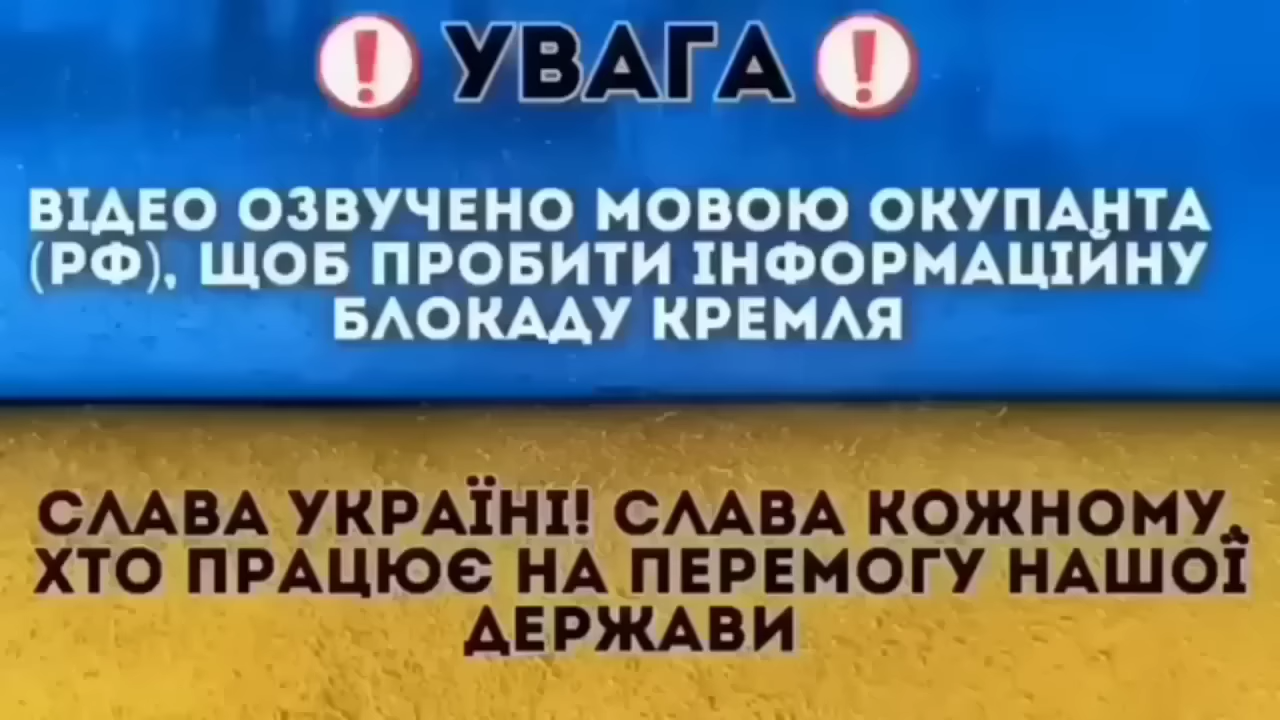 ❗ УВАГА ❗
ВІДЕО ОЗВУЧЕНО МОВОЮ ОКУПАНТА
(РФ), ЩОБ ПРОБИТИ ІНФОРМАЦІЙНУ
БЛОКАДУ КРЕМЛЯ
СЛАВА УКРАЇНІ! СЛАВА КОЖНОМУ,
ХТО ПРАЦЮЄ НА ПЕРЕМОГУ НАШОЇ
ДЕРЖАВИ